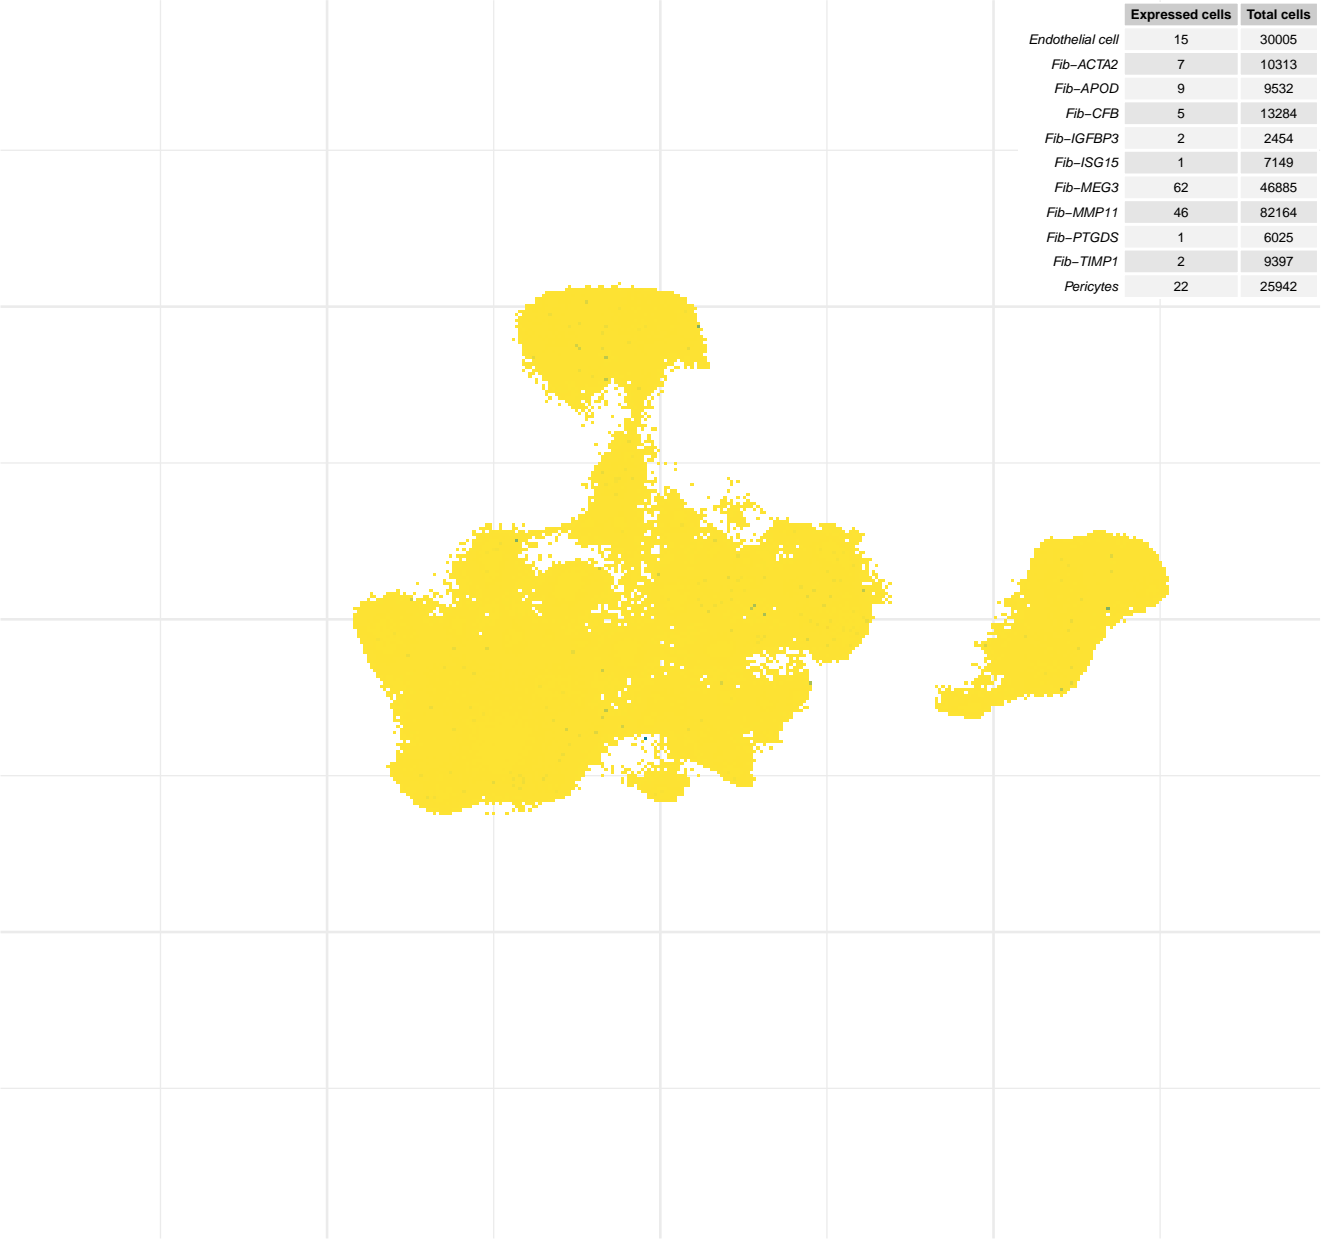 Expressed cells Total cells
Endothelial cell 15 30005
Fib−ACTA2 7 10313
Fib−APOD 9 9532
Fib−CFB 5 13284
Fib−IGFBP3 2 2454
Fib−ISG15 1 7149
Fib−MEG3 62 46885
Fib−MMP11 46 82164
Fib−PTGDS 1 6025
Fib−TIMP1 2 9397
Pericytes 22 25942